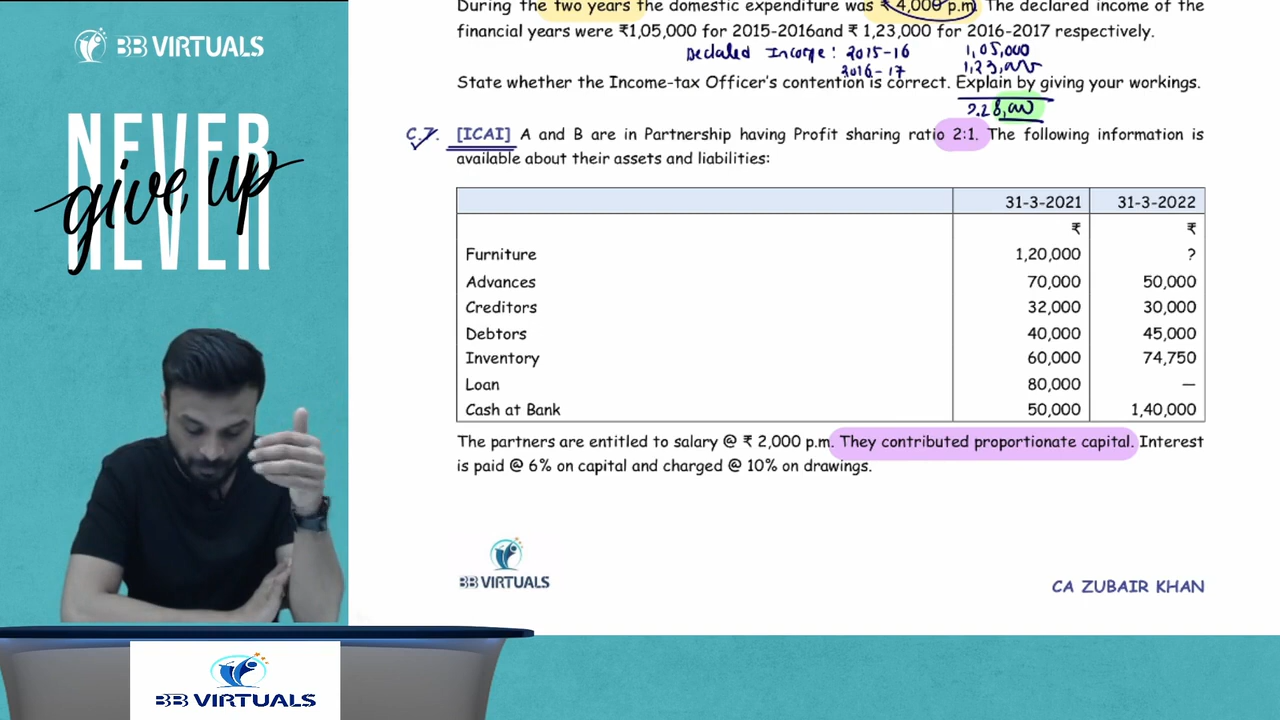 BB VIRTUALS
NEVER
give up
NEVER
During the two years the domestic expenditure was ₹ 4,000 p.m. The declared income of the
financial years were ₹1,05,000 for 2015-2016and ₹ 1,23,000 for 2016-2017 respectively.
Declared Income : 2015-16 1,05,000
2016-17 1,23,000
State whether the Income-tax Officer's contention is correct. Explain by giving your workings.
2,28,000
C.7. [ICAI] A and B are in Partnership having Profit sharing ratio 2:1. The following information is
available about their assets and liabilities:
31-3-2021 31-3-2022
₹ ₹
Furniture 1,20,000 ?
Advances 70,000 50,000
Creditors 32,000 30,000
Debtors 40,000 45,000
Inventory 60,000 74,750
Loan 80,000 —
Cash at Bank 50,000 1,40,000
The partners are entitled to salary @ ₹ 2,000 p.m. They contributed proportionate capital. Interest
is paid @ 6% on capital and charged @ 10% on drawings.
BB VIRTUALS
CA ZUBAIR KHAN
BB VIRTUALS